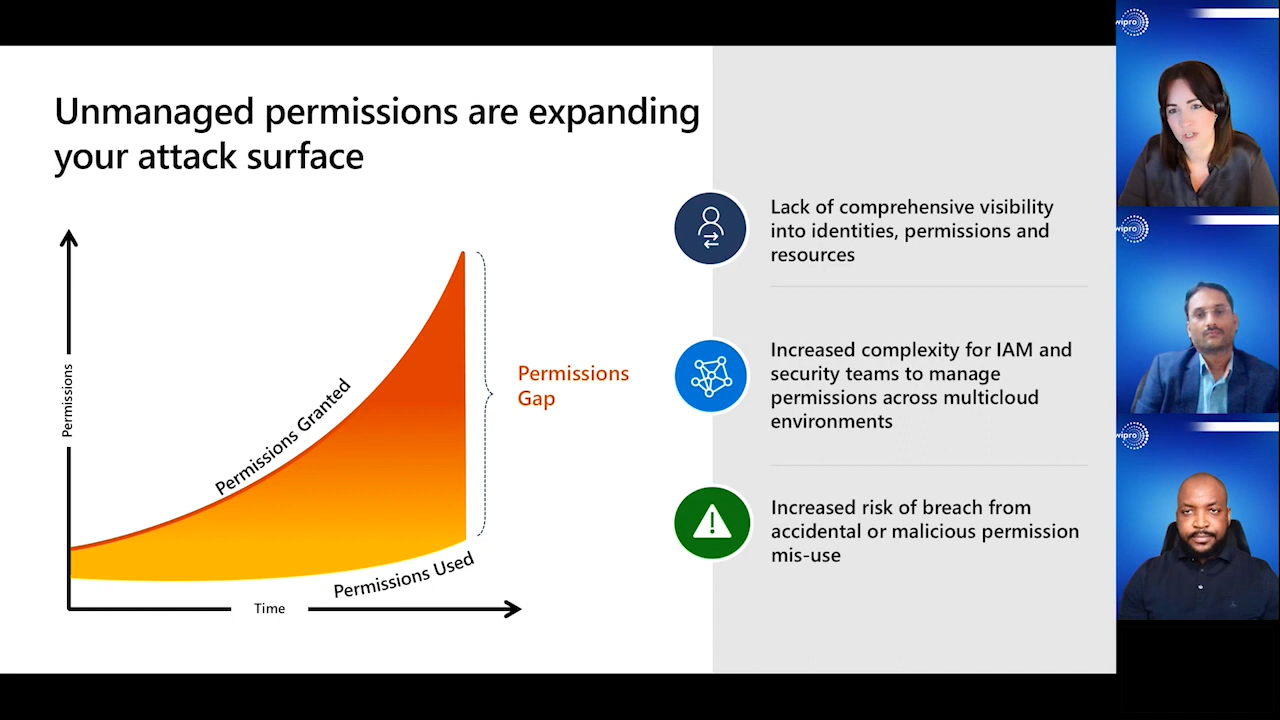 Unmanaged permissions are expanding
your attack surface
Permissions
Permissions Granted
Permissions Used
Time
Permissions
Gap
Lack of comprehensive visibility
into identities, permissions and
resources
Increased complexity for IAM and
security teams to manage
permissions across multicloud
environments
Increased risk of breach from
accidental or malicious permission
mis-use
wipro
wipro
wipro